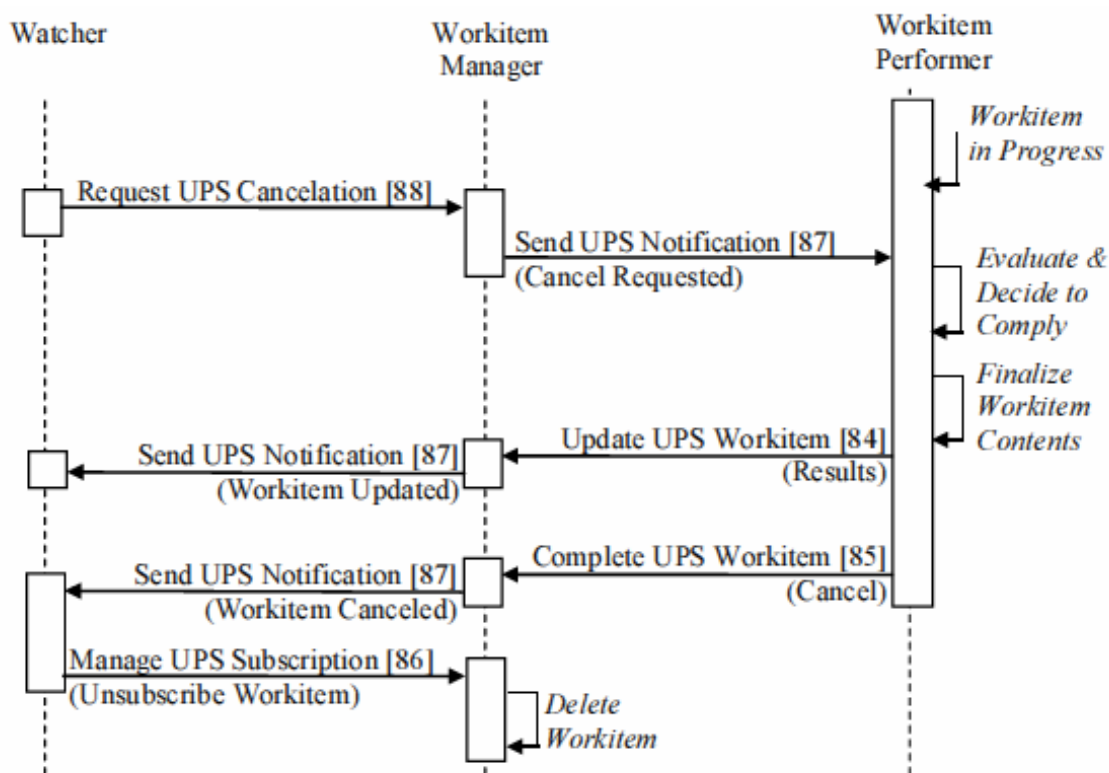 Watcher
Workitem
Manager
Workitem
Performer
Workitem
in Progress
Request UPS Cancelation [88]
Send UPS Notification [87]
(Cancel Requested)
Evaluate &
Decide to
Comply
Finalize
Workitem
Contents
Update UPS Workitem [84]
(Results)
Send UPS Notification [87]
(Workitem Updated)
Complete UPS Workitem [85]
(Cancel)
Send UPS Notification [87]
(Workitem Canceled)
Manage UPS Subscription [86]
(Unsubscribe Workitem)
Delete
Workitem